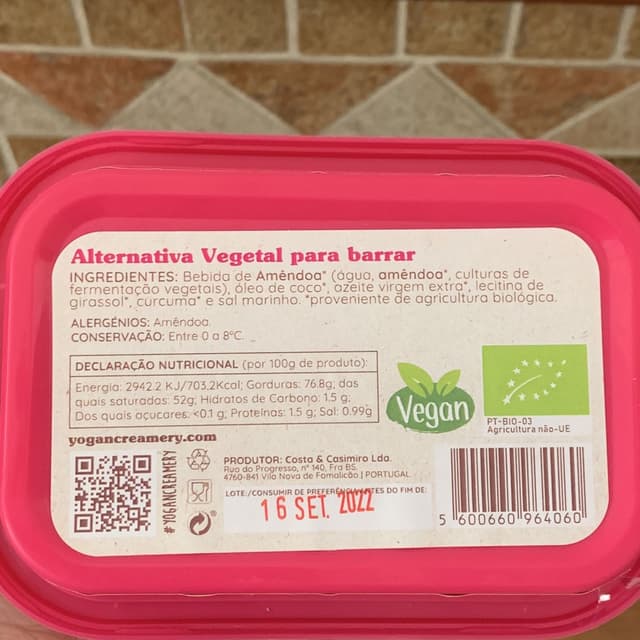 Alternativa Vegetal para barrar
INGREDIENTES: Bebida de Amêndoa* (água, amêndoa*, culturas de
fermentação vegetais), óleo de coco*, azeite virgem extra*, lecitina de
girassol*, curcuma* e sal marinho. *proveniente de agricultura biológica.
ALERGÉNIOS: Amêndoa.
CONSERVAÇÃO: Entre 0 a 8ºC.
DECLARAÇÃO NUTRICIONAL (por 100g de produto):
Energia: 2942.2 KJ/703,2Kcal; Gorduras: 76.8g, das
quais saturadas: 52g; Hidratos de Carbono: 1.5 g;
Dos quais açucares: <0.1 g; Proteínas: 1.5 g; Sal: 0.99g
Vegan
PT-BIO-03
Agricultura não-UE
yogancreamery.com
#YOGANCREAMERY
PRODUTOR: Costa & Casimiro Lda.
Rua do Progresso, nº 140, Fra BS.
4760-841 Vila Nova de Famalicão. | PORTUGAL
LOTE:/CONSUMIR DE PREFERÊNCIA ANTES DO FIM DE:
16 SET. 2022
5 600660 964060